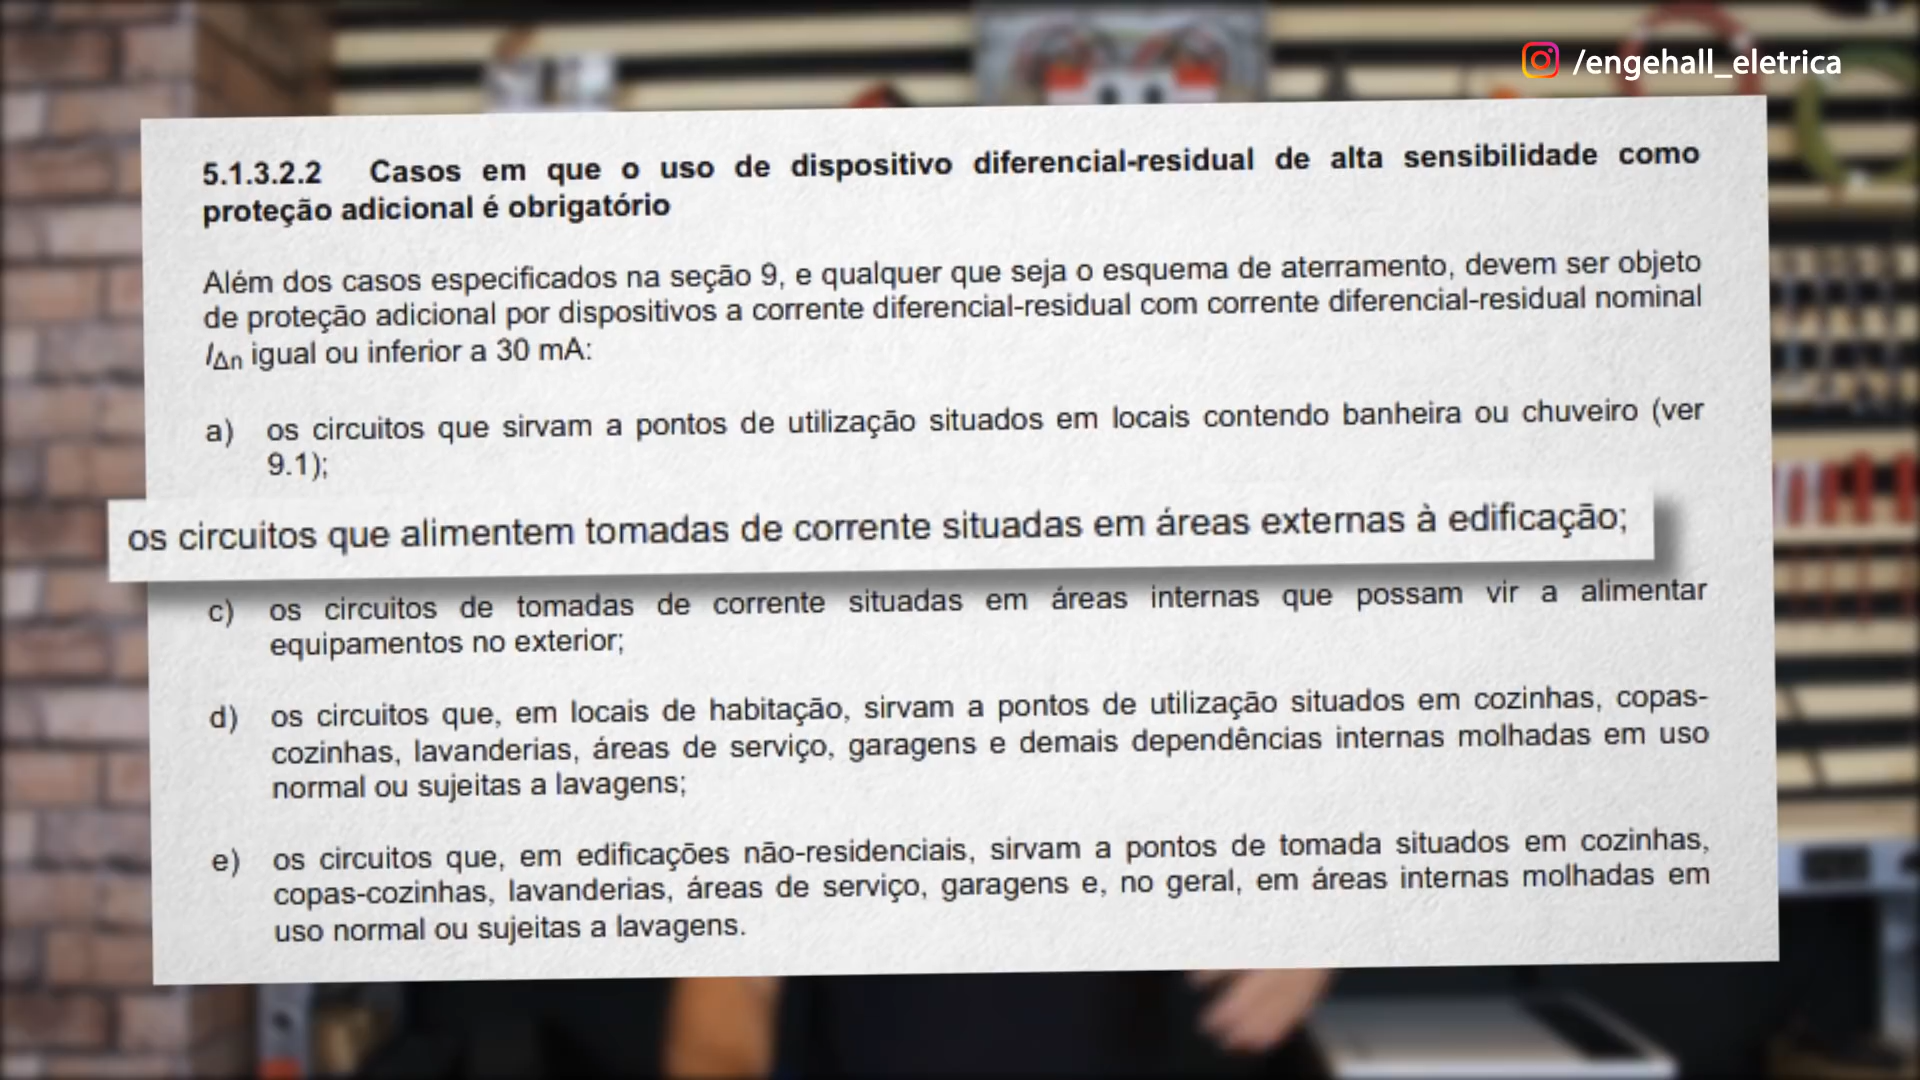 /engehall_eletrica
5.1.3.2.2 Casos em que o uso de dispositivo diferencial-residual de alta sensibilidade como
proteção adicional é obrigatório
Além dos casos especificados na seção 9, e qualquer que seja o esquema de aterramento, devem ser objeto
de proteção adicional por dispositivos a corrente diferencial-residual com corrente diferencial-residual nominal
IΔn igual ou inferior a 30 mA:
a) os circuitos que sirvam a pontos de utilização situados em locais contendo banheira ou chuveiro (ver
9.1);
os circuitos que alimentem tomadas de corrente situadas em áreas externas à edificação;
c) os circuitos de tomadas de corrente situadas em áreas internas que possam vir a alimentar
equipamentos no exterior;
d) os circuitos que, em locais de habitação, sirvam a pontos de utilização situados em cozinhas, copas-
cozinhas, lavanderias, áreas de serviço, garagens e demais dependências internas molhadas em uso
normal ou sujeitas a lavagens;
e) os circuitos que, em edificações não-residenciais, sirvam a pontos de tomada situados em cozinhas,
copas-cozinhas, lavanderias, áreas de serviço, garagens e, no geral, em áreas internas molhadas em
uso normal ou sujeitas a lavagens.